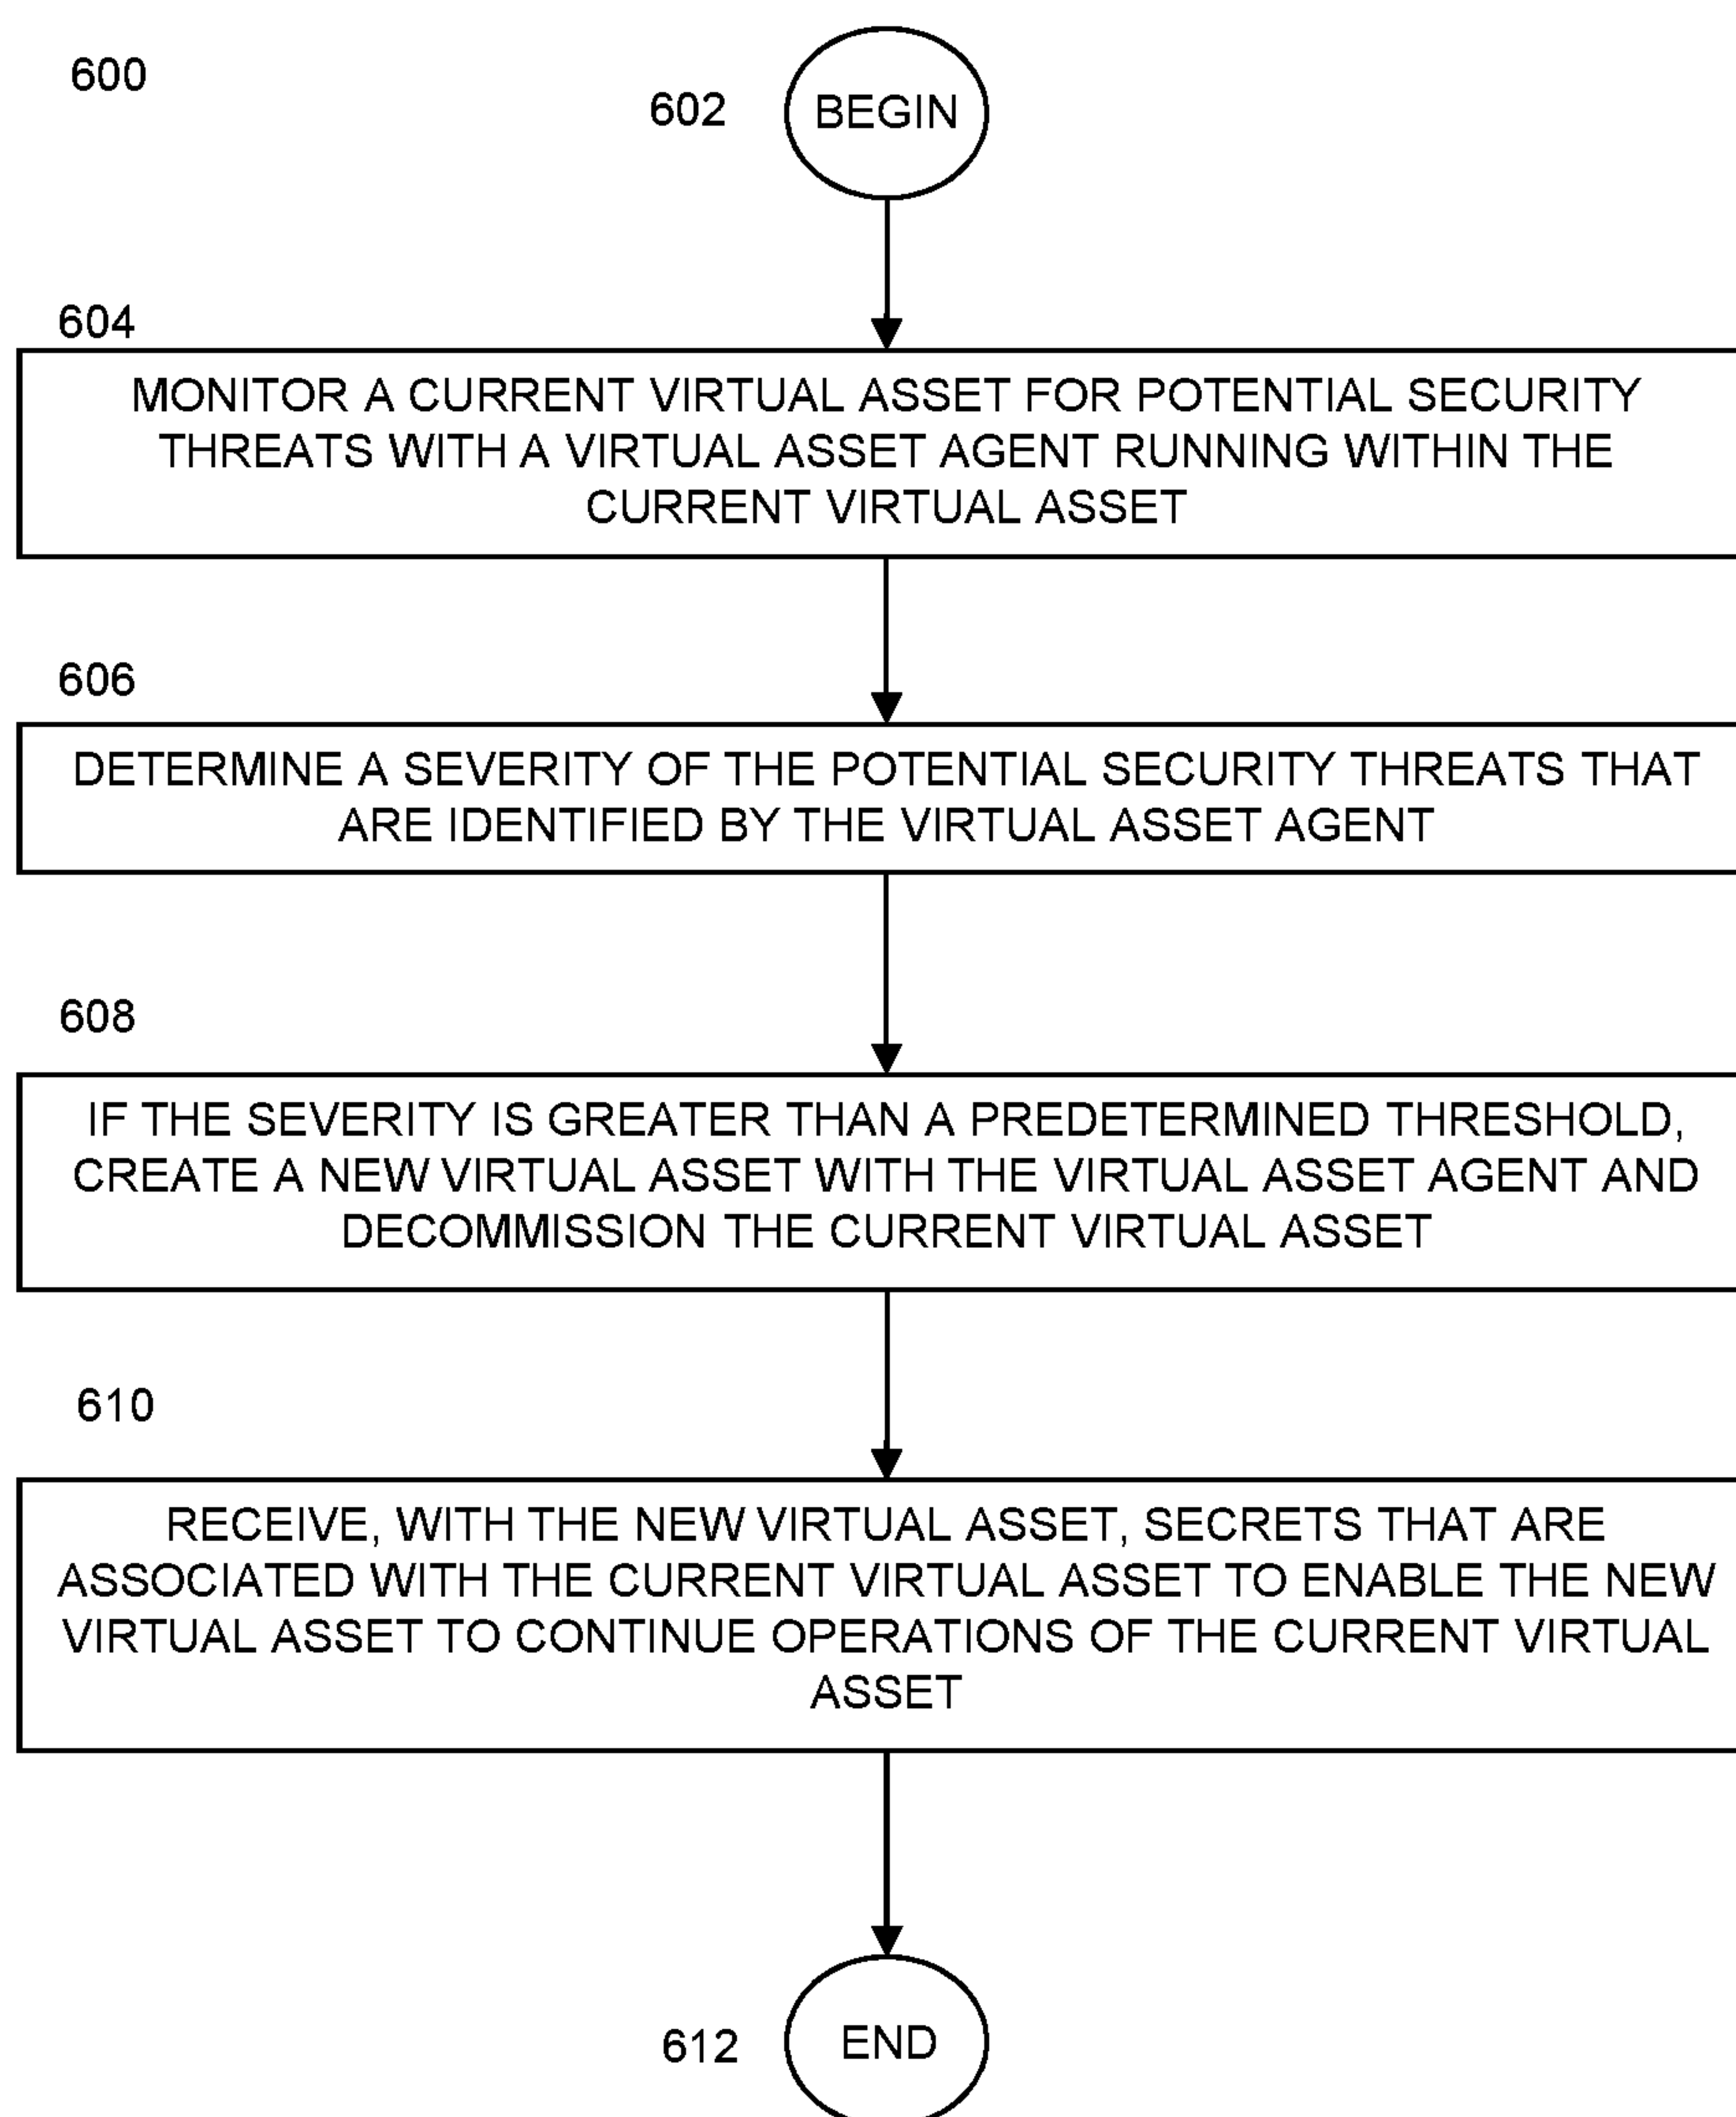 600
602
BEGIN
604
MONITOR A CURRENT VIRTUAL ASSET FOR POTENTIAL SECURITY
THREATS WITH A VIRTUAL ASSET AGENT RUNNING WITHIN THE
CURRENT VIRTUAL ASSET
606
DETERMINE A SEVERITY OF THE POTENTIAL SECURITY THREATS THAT
ARE IDENTIFIED BY THE VIRTUAL ASSET AGENT
608
IF THE SEVERITY IS GREATER THAN A PREDETERMINED THRESHOLD,
CREATE A NEW VIRTUAL ASSET WITH THE VIRTUAL ASSET AGENT AND
DECOMMISSION THE CURRENT VIRTUAL ASSET
610
RECEIVE, WITH THE NEW VIRTUAL ASSET, SECRETS THAT ARE
ASSOCIATED WITH THE CURRENT VIRTUAL ASSET TO ENABLE THE NEW
VIRTUAL ASSET TO CONTINUE OPERATIONS OF THE CURRENT VIRTUAL
ASSET
612
END